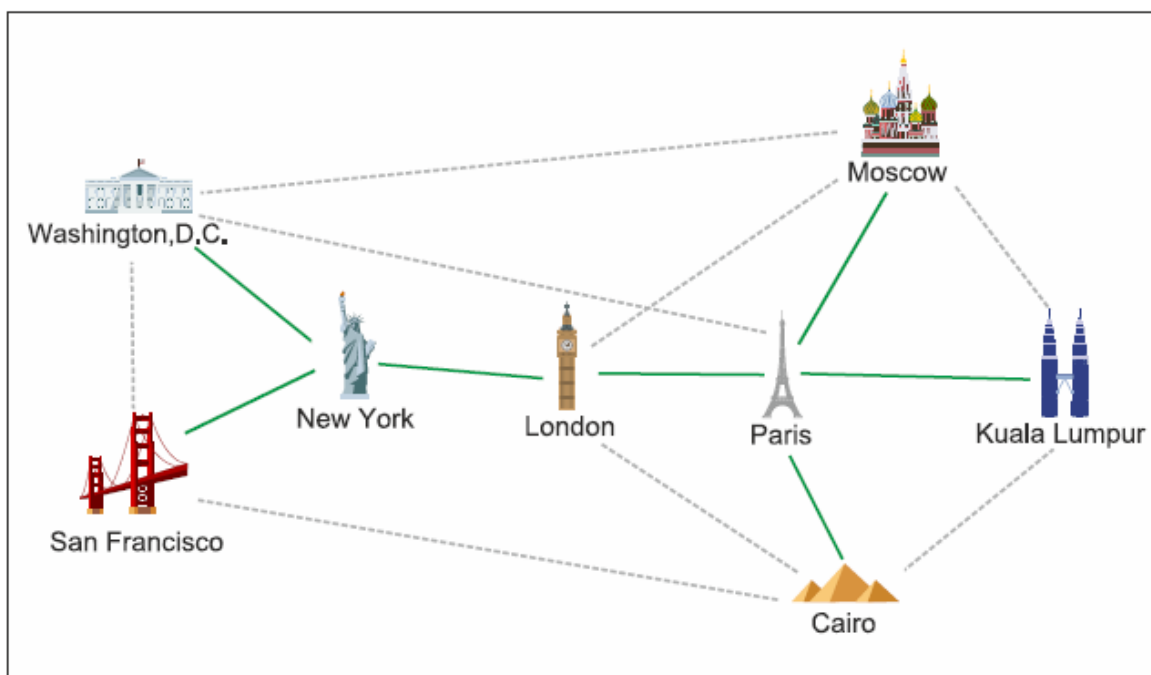 Moscow
Washington,D.C.
New York
London
Paris
Kuala Lumpur
San Francisco
Cairo